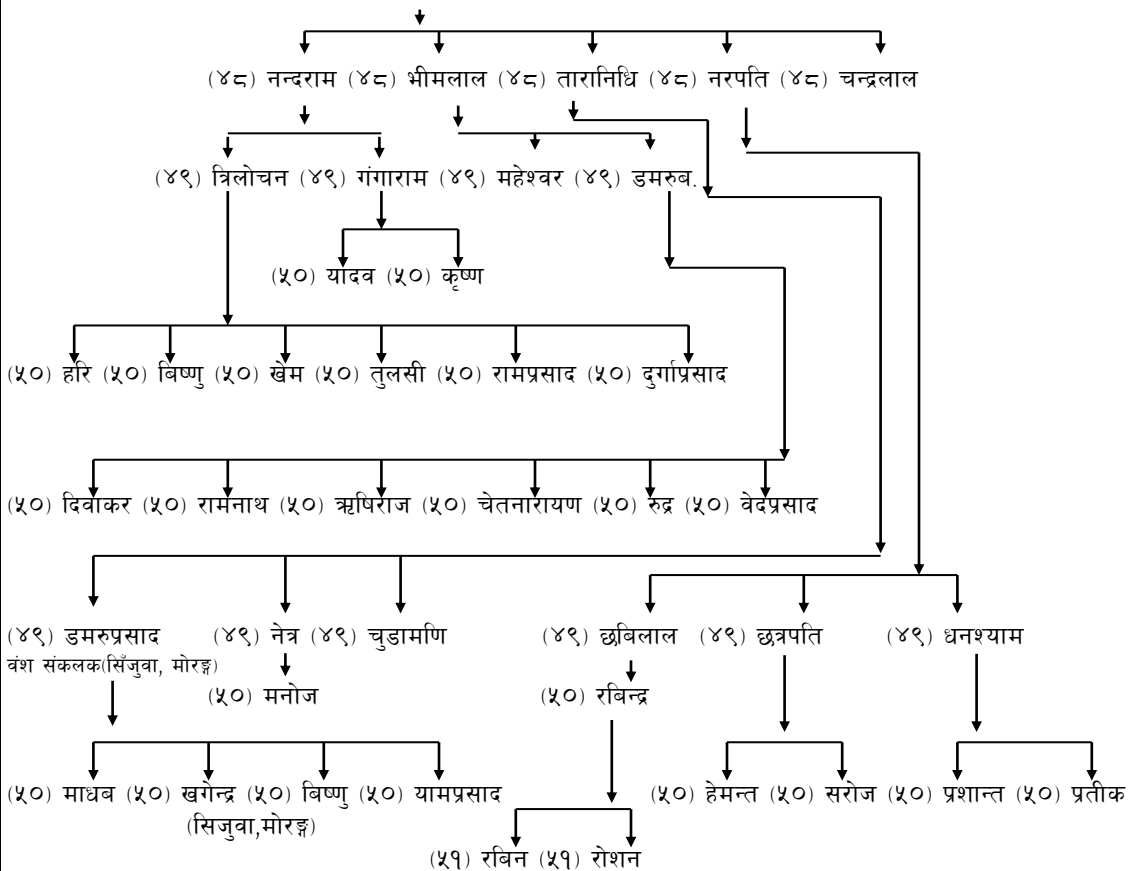 (४८) नन्दराम (४८) भीमलाल (४८) तारानिधि (४८) नरपति (४८) चन्द्रलाल
(४९) त्रिलोचन (४९) गंगाराम (४९) महेश्वर (४९) डमरुब.
(५०) यादव (५०) कृष्ण
(५०) हरि (५०) बिष्णु (५०) खेम (५०) तुलसी (५०) रामप्रसाद (५०) दुर्गाप्रसाद
(५०) दिवाकर (५०) रामनाथ (५०) ऋषिराज (५०) चेतनारायण (५०) रुद्र (५०) वेदप्रसाद
(४९) डमरुप्रसाद (४९) नेत्र (४९) चुडामणि (४९) छबिलाल (४९) छत्रपति (४९) धनश्याम
वंश संकलक(सिँजुवा, मोरङ्ग)
(५०) मनोज (५०) रबिन्द्र
(५०) माधब (५०) खगेन्द्र (५०) बिष्णु (५०) यामप्रसाद (५०) हेमन्त (५०) सरोज (५०) प्रशान्त (५०) प्रतीक
(सिजुवा,मोरङ्ग)
(५१) रबिन (५१) रोशन